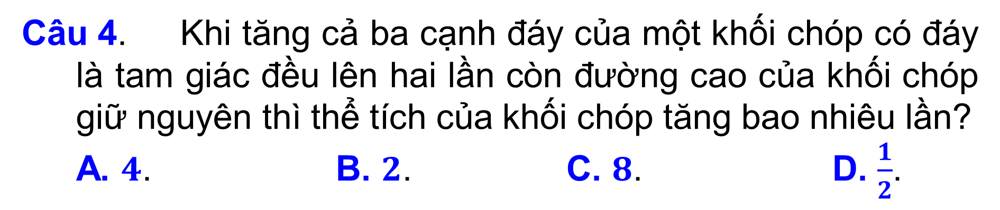 Câu 4. Khi tăng cả ba cạnh đáy của một khối chóp có đáy
là tam giác đều lên hai lần còn đường cao của khối chóp
giữ nguyên thì thể tích của khối chóp tăng bao nhiêu lần?
A. 4. B. 2. C. 8. D. 1/2.